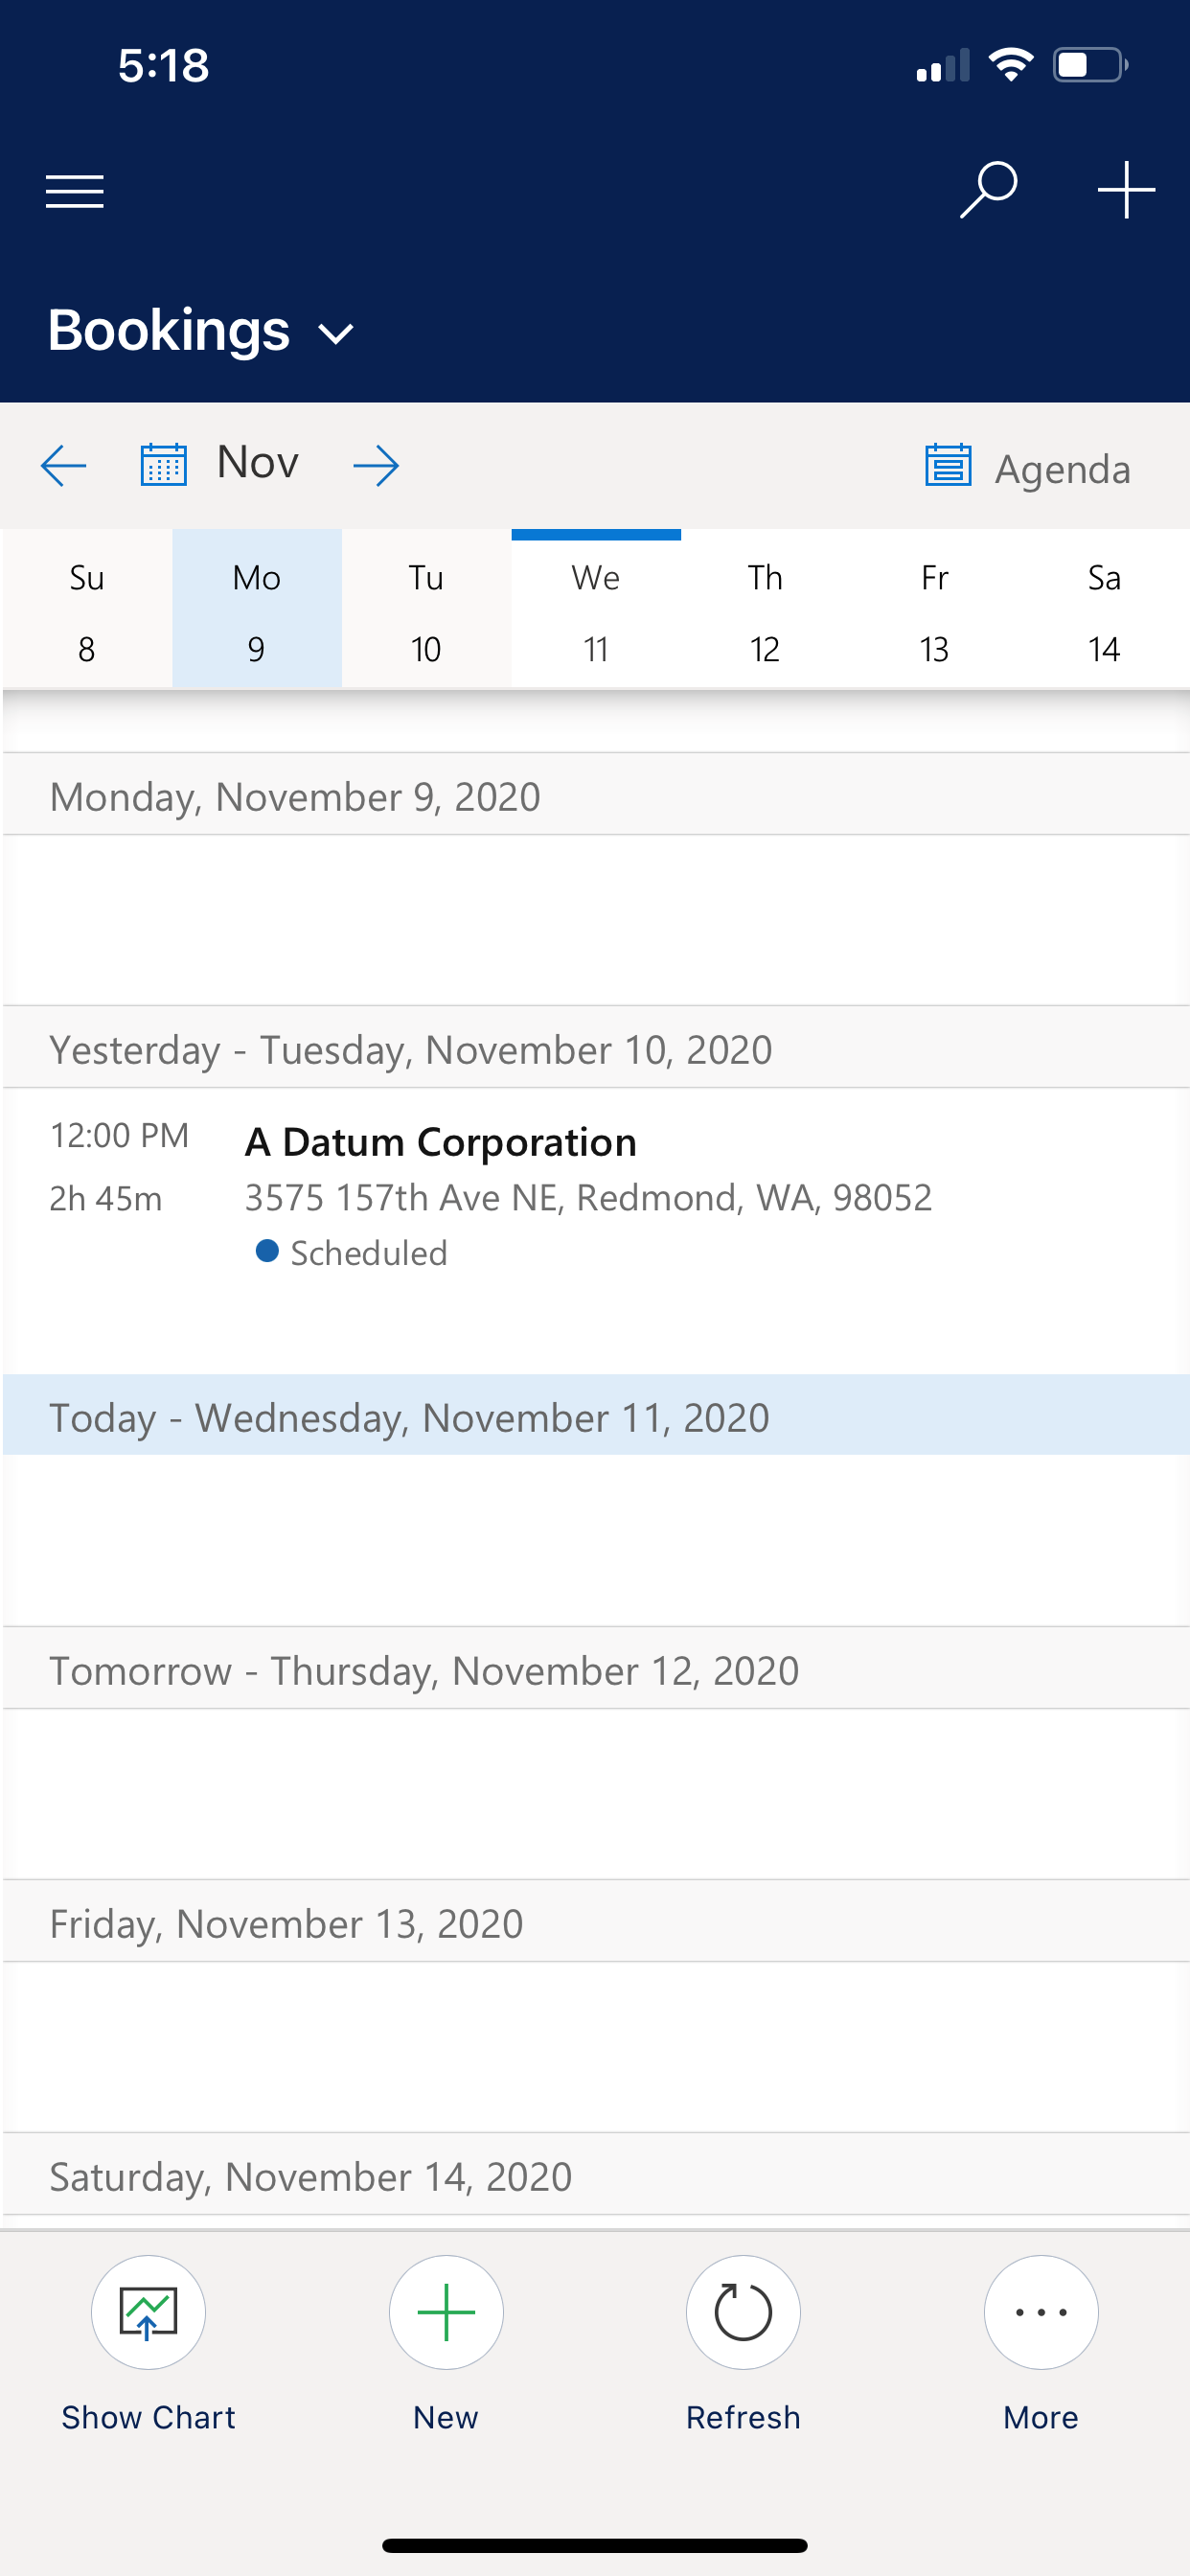 5:18
Bookings
Nov
Agenda
Su Mo Tu We Th Fr Sa
8 9 10 11 12 13 14
Monday, November 9, 2020
Yesterday - Tuesday, November 10, 2020
12:00 PM A Datum Corporation
2h 45m 3575 157th Ave NE, Redmond, WA, 98052
Scheduled
Today - Wednesday, November 11, 2020
Tomorrow - Thursday, November 12, 2020
Friday, November 13, 2020
Saturday, November 14, 2020
Show Chart New Refresh More